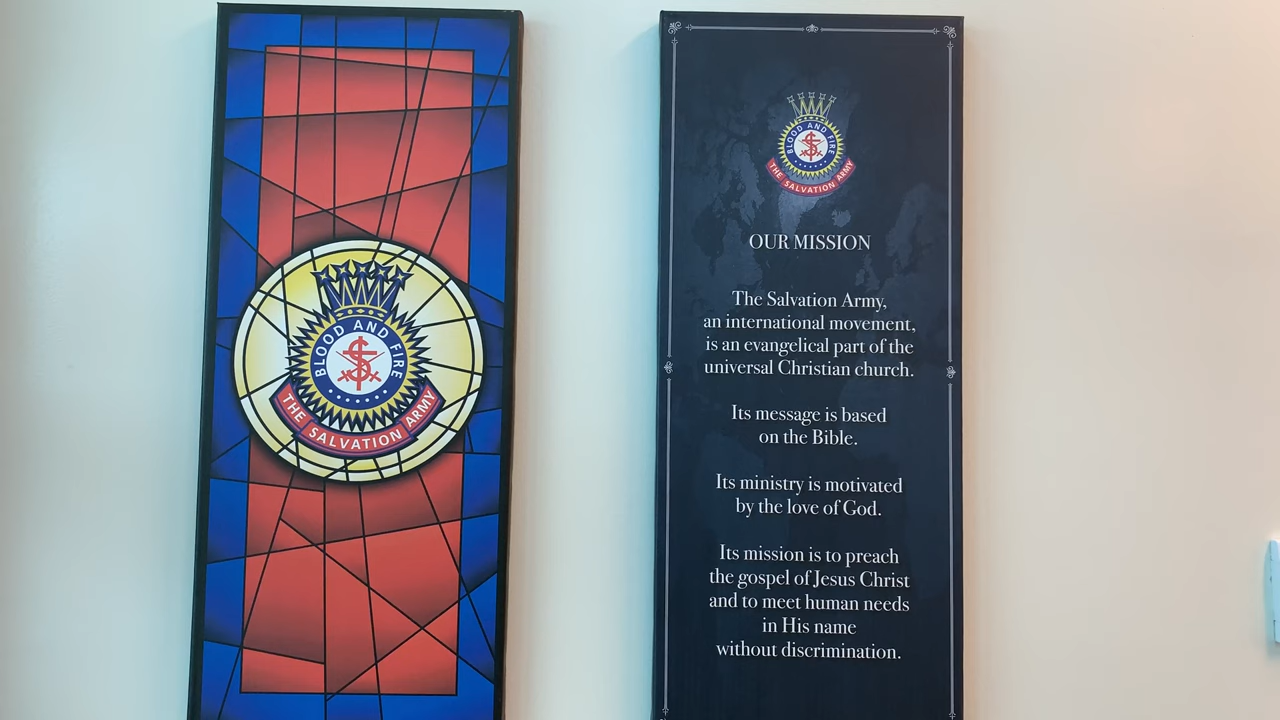 BLOOD AND FIRE
THE SALVATION ARMY
BLOOD AND FIRE
THE SALVATION ARMY
OUR MISSION
The Salvation Army,
an international movement,
is an evangelical part of the
universal Christian church.
Its message is based
on the Bible.
Its ministry is motivated
by the love of God.
Its mission is to preach
the gospel of Jesus Christ
and to meet human needs
in His name
without discrimination.